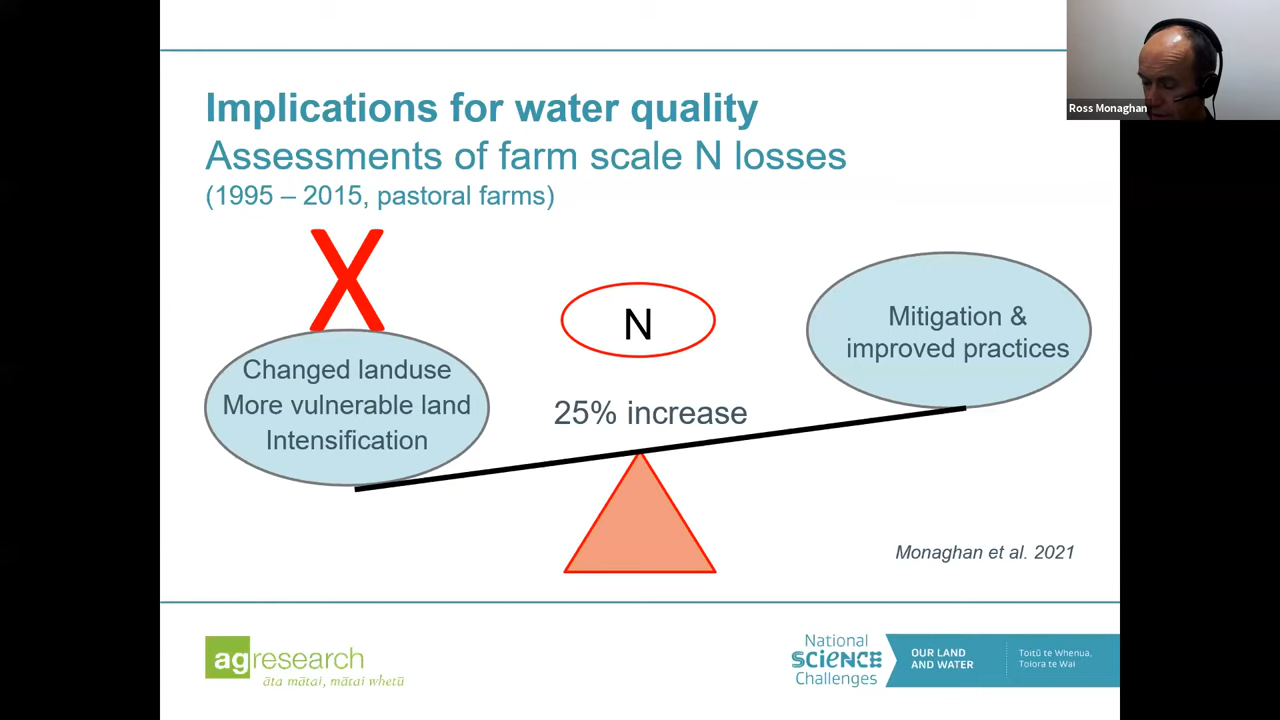 Ross Monaghan
Implications for water quality
Assessments of farm scale N losses
(1995 – 2015, pastoral farms)
X
Changed landuse
More vulnerable land
Intensification
N
25% increase
Mitigation &
improved practices
Monaghan et al. 2021
agresearch
āta mātai, mātai whetū
National
SCIENCE
Challenges
OUR LAND
AND WATER
Toitū te Whenua,
Toiora te Wai